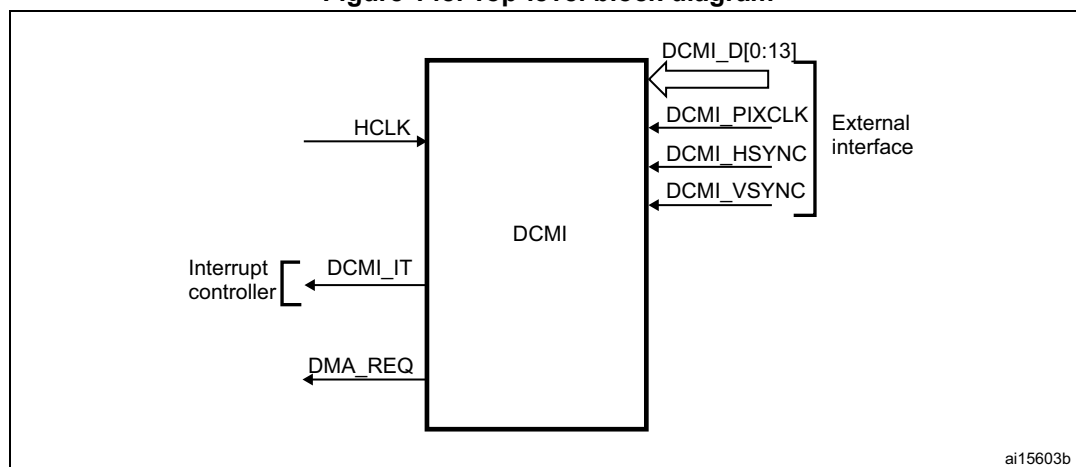 DCMI_D[0:13]
HCLK
DCMI_PIXCLK
External
interface
DCMI_HSYNC
DCMI_VSYNC
DCMI
Interrupt
controller
DCMI_IT
DMA_REQ
ai15603b